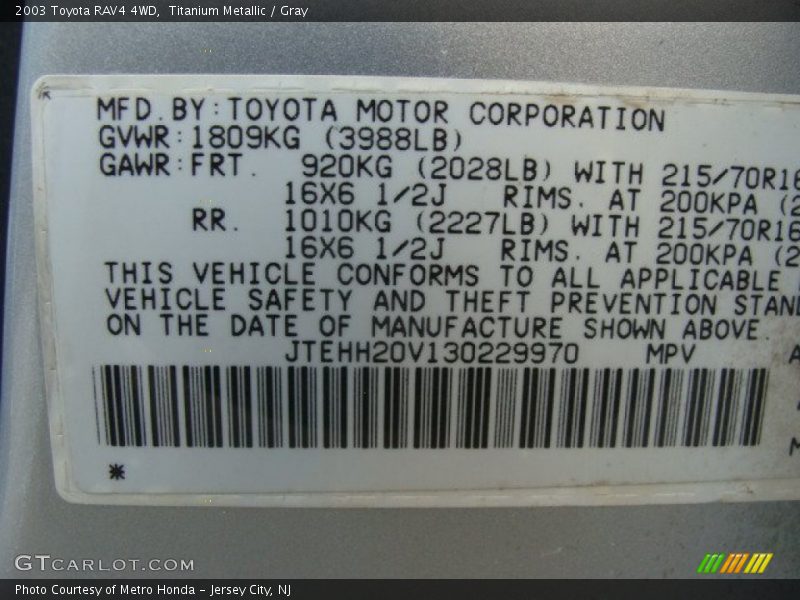 2003 Toyota RAV4 4WD,  Titanium Metallic / Gray
MFD.BY:TOYOTA MOTOR CORPORATION
GVWR:1809KG (3988LB)
GAWR:FRT. 920KG (2028LB) WITH 215/70R16
16X6 1/2J RIMS. AT 200KPA (2
RR. 1010KG (2227LB) WITH 215/70R16
16X6 1/2J RIMS. AT 200KPA (2
THIS VEHICLE CONFORMS TO ALL APPLICABLE
VEHICLE SAFETY AND THEFT PREVENTION STAN
ON THE DATE OF MANUFACTURE SHOWN ABOVE.
JTEHH20V130229970 MPV
*
GTCARLOT.COM
Photo Courtesy of Metro Honda – Jersey City, NJ